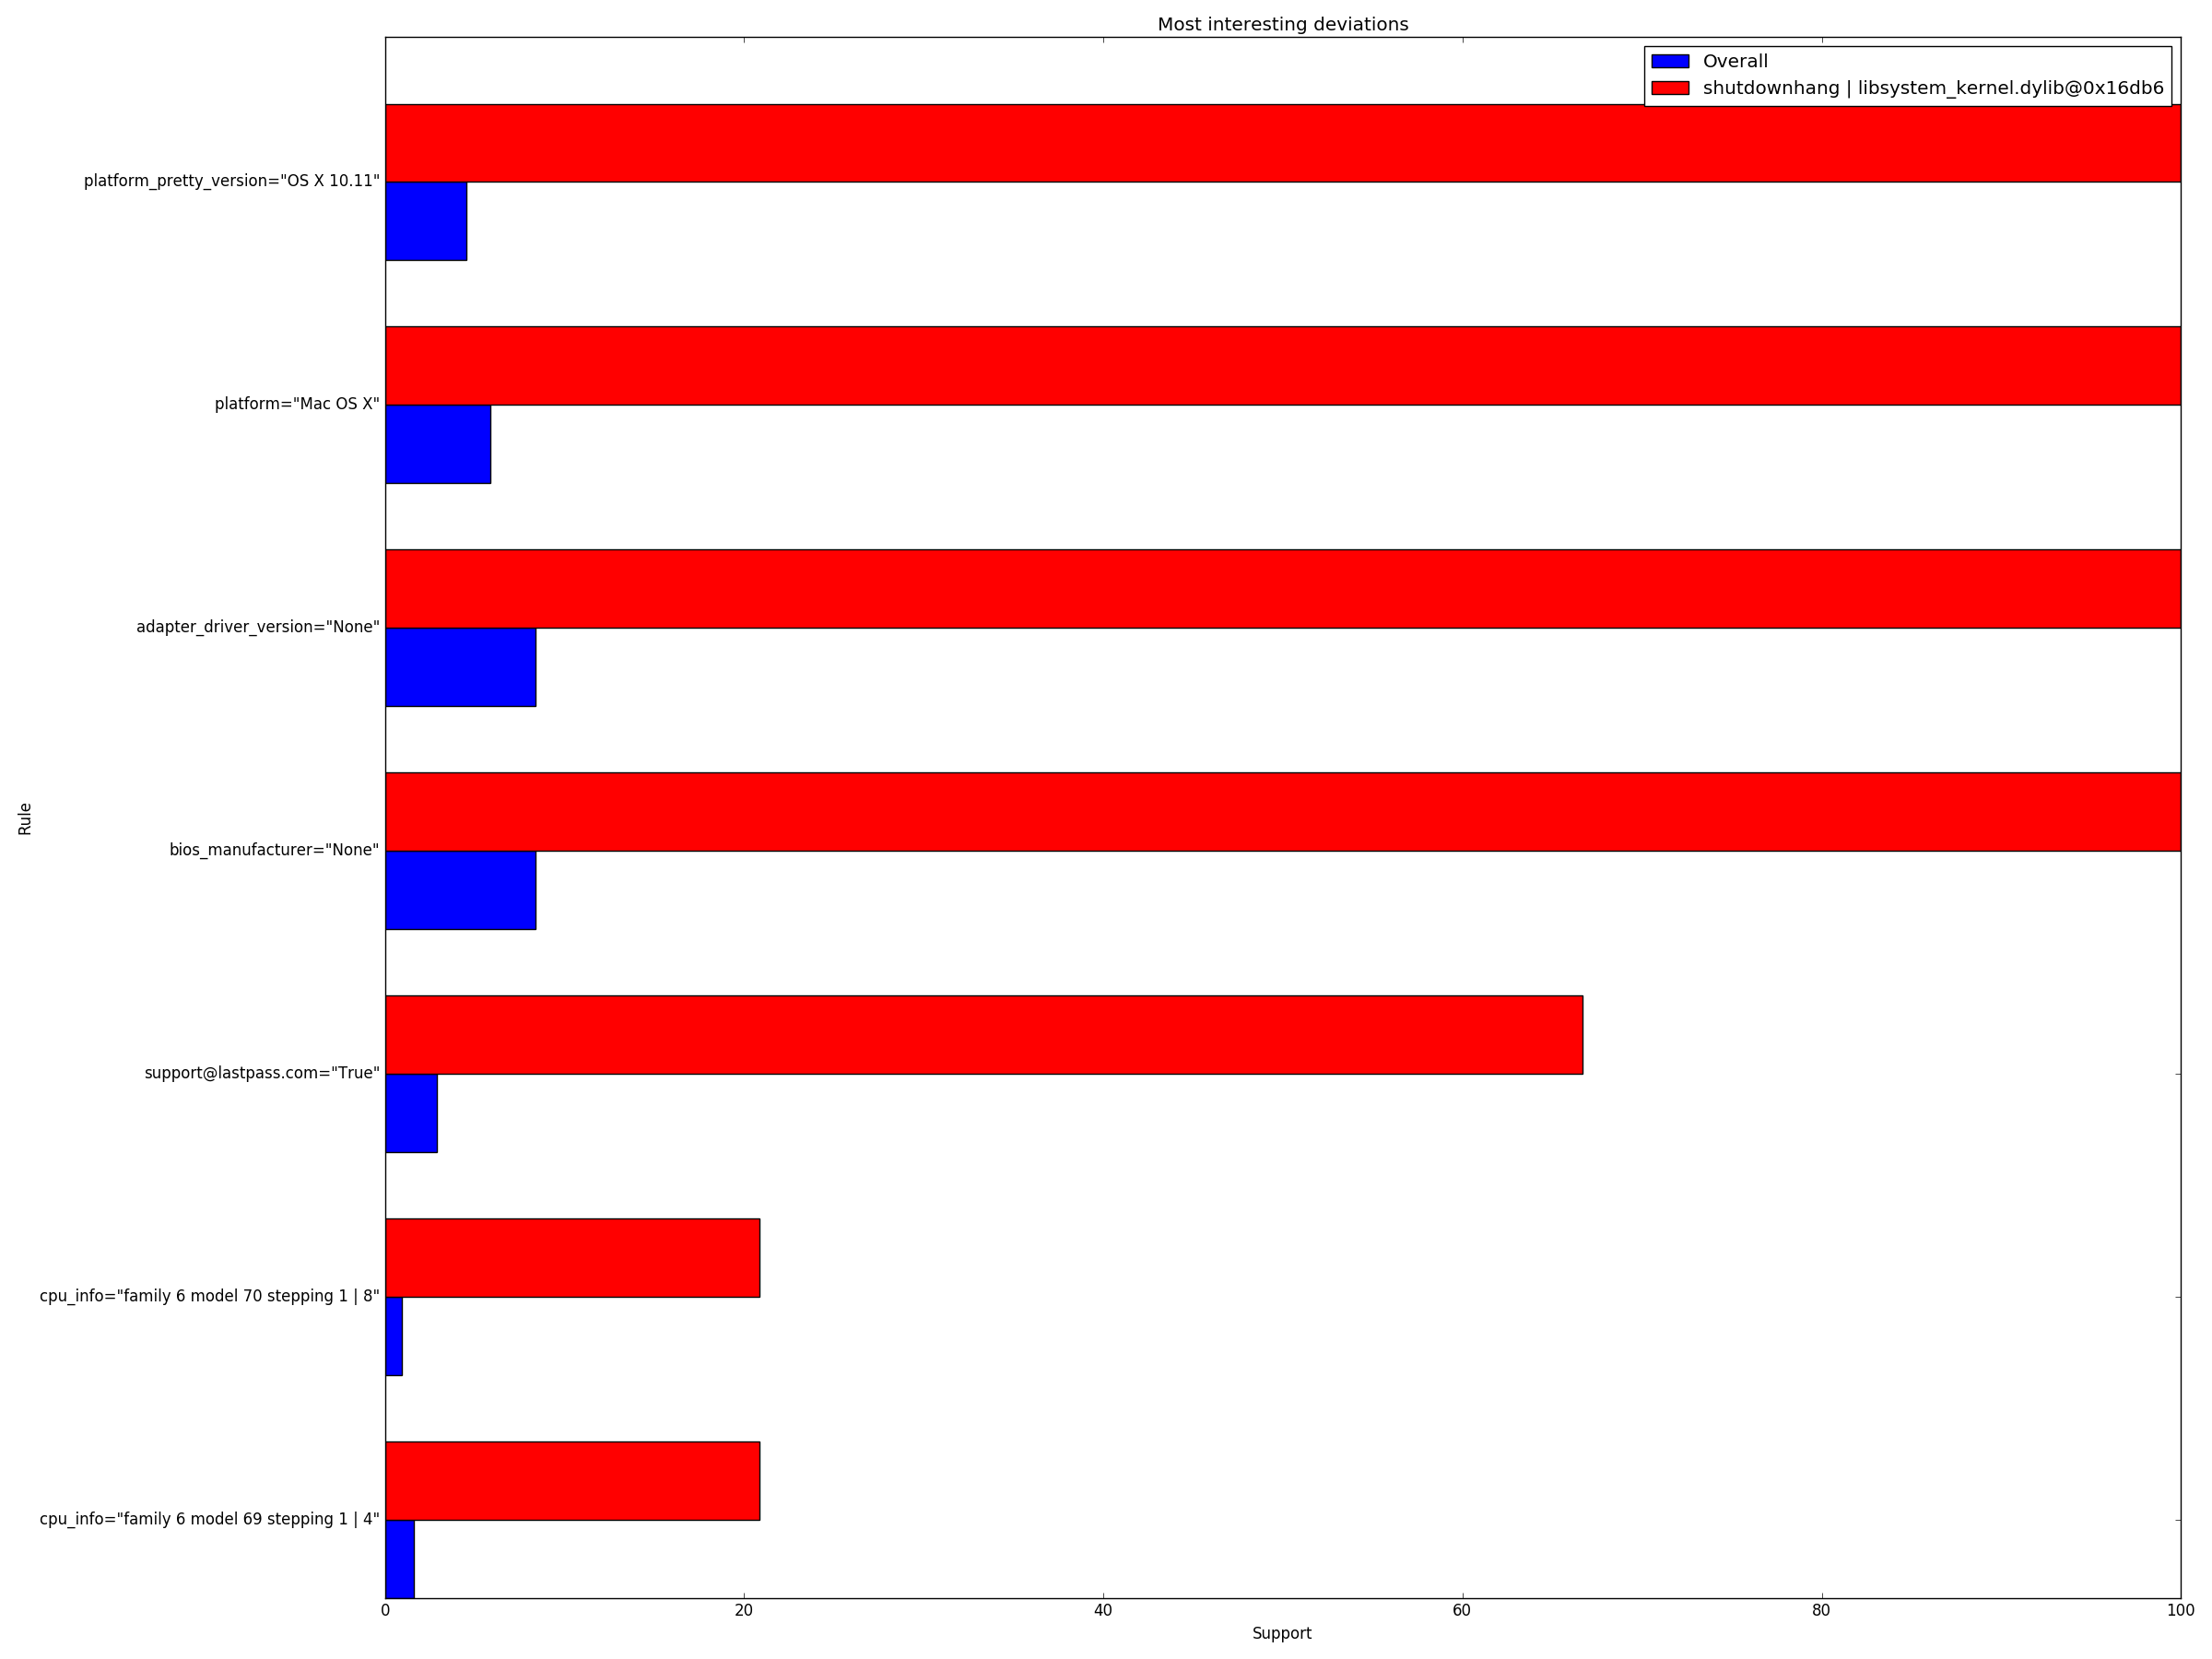 Most interesting deviations
Overall
shutdownhang | libsystem_kernel.dylib@0x16db6
platform_pretty_version="OS X 10.11"
platform="Mac OS X"
adapter_driver_version="None"
bios_manufacturer="None"
Rule
support@lastpass.com="True"
cpu_info="family 6 model 70 stepping 1 | 8"
cpu_info="family 6 model 69 stepping 1 | 4"
0 20 40 60 80 100
Support